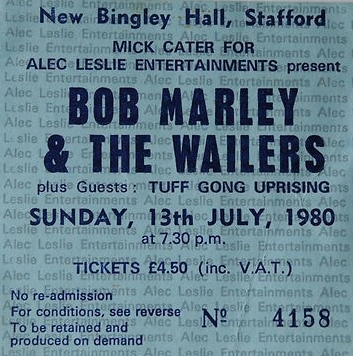 New Bingley Hall, Stafford
MICK CATER FOR
ALEC LESLIE ENTERTAINMENTS present
BOB MARLEY
& THE WAILERS
plus Guests: TUFF GONG UPRISING
SUNDAY, 13th JULY, 1980
at 7.30 p.m.
TICKETS £4.50 (inc. V.A.T.)
No re-admission
For conditions, see reverse
To be retained and
produced on demand
Nº 4158